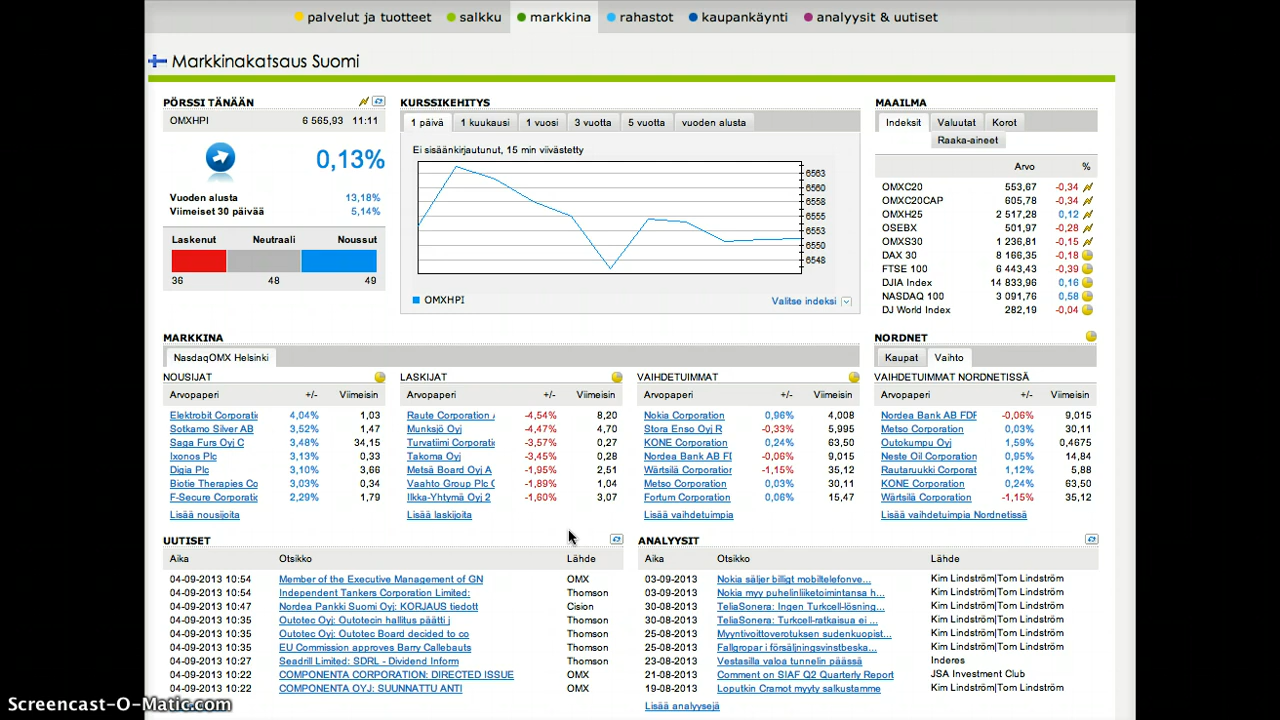 palvelut ja tuotteet salkku markkina rahastot kaupankäynti analyysit & uutiset
Markkinakatsaus Suomi
PÖRSSI TÄNÄÄN
OMXHPI 6 565,93 11:11
0,13%
Vuoden alusta 13,18%
Viimeiset 30 päivää 5,14%
Laskenut Neutraali Noussut
36 48 49
KURSSIKEHITYS
1 päivä 1 kuukausi 1 vuosi 3 vuotta 5 vuotta vuoden alusta
Ei sisäänkirjautunut, 15 min viivästetty
6563
6560
6558
6555
6553
6550
6548
OMXHPI Valitse indeksi
MAAILMA
Indeksit Valuutat Korot
Raaka-aineet
Arvo %
OMXC20 553,67 -0,34
OMXC20CAP 605,78 -0,34
OMXH25 2 517,28 0,12
OSEBX 501,97 -0,28
OMXS30 1 236,81 -0,15
DAX 30 8 166,35 -0,18
FTSE 100 6 443,43 -0,39
DJIA Index 14 833,96 0,16
NASDAQ 100 3 091,76 0,58
DJ World Index 282,19 -0,04
MARKKINA
NasdaqOMX Helsinki
NOUSIJAT
Arvopaperi +/- Viimeisin
Elektrobit Corporati 4,04% 1,03
Sotkamo Silver AB 3,52% 1,47
Saga Furs Oyj C 3,48% 34,15
Ixonos Plc 3,13% 0,33
Digia Plc 3,10% 3,66
Biotie Therapies Co 3,03% 0,34
F-Secure Corporati 2,29% 1,79
Lisää nousijoita
LASKIJAT
Arvopaperi +/- Viimeisin
Raute Corporation -4,54% 8,20
Munksjö Oyj -4,47% 4,70
Turvatiimi Corporati -3,57% 0,27
Takoma Oyj -3,45% 0,28
Metsä Board Oyj A -1,95% 2,51
Vaahto Group Plc -1,89% 1,04
Ilkka-Yhtymä Oyj 2 -1,60% 3,07
Lisää laskijoita
VAIHDETUIMMAT
Arvopaperi +/- Viimeisin
Nokia Corporation 0,96% 4,008
Stora Enso Oyj R -0,33% 5,995
KONE Corporation 0,24% 63,50
Nordea Bank AB -0,06% 9,015
Wärtsilä Corporatior -1,15% 35,12
Metso Corporation 0,03% 30,11
Fortum Corporation 0,06% 15,47
Lisää vaihdetuimpia
NORDNET
Kaupat Vaihto
VAIHDETUIMMAT NORDNETISSÄ
Arvopaperi +/- Viimeisin
Nordea Bank AB FDF -0,06% 9,015
Metso Corporation 0,03% 30,11
Outokumpu Oyj 1,59% 0,4675
Neste Oil Corporation 0,95% 14,84
Rautaruukki Corporat 1,12% 5,88
KONE Corporation 0,24% 63,50
Wärtsilä Corporation -1,15% 35,12
Lisää vaihdetuimpia Nordnetissä
UUTISET
Aika Otsikko Lähde
04-09-2013 10:54 Member of the Executive Management of GN OMX
04-09-2013 10:54 Independent Tankers Corporation Limited: Thomson
04-09-2013 10:47 Nordea Pankki Suomi Oyj: KORJAUS tiedott Cision
04-09-2013 10:35 Outotec Oyj: Outotecin hallitus päätti j Thomson
04-09-2013 10:35 Outotec Oyj: Outotec Board decided to co Thomson
04-09-2013 10:35 EU Commission approves Barry Callebauts Thomson
04-09-2013 10:27 Seadrill Limited: SDRL - Dividend Inform Thomson
04-09-2013 10:22 COMPONENTA CORPORATION: DIRECTED ISSUE OMX
04-09-2013 10:22 COMPONENTA OYJ: SUUNNATTU ANTI OMX
ANALYYSIT
Aika Otsikko Lähde
03-09-2013 Nokia säljer billigt mobiltelefonve... Kim Lindström|Tom Lindström
03-09-2013 Nokia myy puhelinliiketoimintansa h... Kim Lindström|Tom Lindström
30-08-2013 TeliaSonera: Ingen Turkcell-lösning... Kim Lindström|Tom Lindström
30-08-2013 TeliaSonera: Turkcell-ratkaisua ei ... Kim Lindström|Tom Lindström
25-08-2013 Myyntivoittoverotuksen sudenkuopist... Kim Lindström|Tom Lindström
25-08-2013 Fallgropar i försäljningsvinstbeska... Kim Lindström|Tom Lindström
23-08-2013 Vestasilla valoa tunnelin päässä Inderes
21-08-2013 Comment on SIAF Q2 Quarterly Report JSA Investment Club
19-08-2013 Loputkin Cramot myyty salkustamme Kim Lindström|Tom Lindström
Lisää analyysejä
Screencast-O-Matic.com